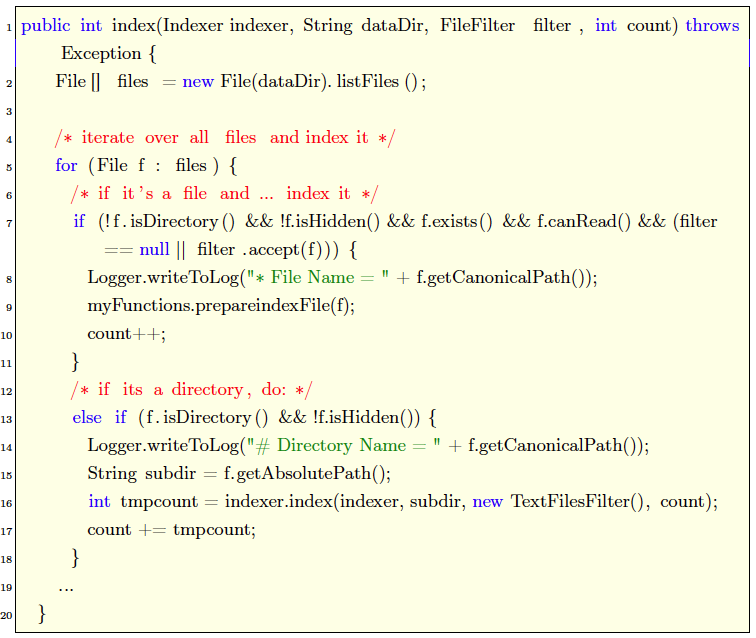 1 public int index(Indexer indexer, String dataDir, FileFilter filter , int count) throws
Exception {
2 File [] files = new File(dataDir). listFiles () ;
3
4 /* iterate over all files and index it */
5 for (File f : files ) {
6 /* if it 's a file and ... index it */
7 if (!f.isDirectory() && !f.isHidden() && f.exists() && f.canRead() && (filter
== null || filter .accept(f))) {
8 Logger.writeToLog("* File Name = " + f.getCanonicalPath());
9 myFunctions.prepareindexFile(f);
10 count++;
11 }
12 /* if its a directory, do: */
13 else if (f.isDirectory() && !f.isHidden()) {
14 Logger.writeToLog("# Directory Name = " + f.getCanonicalPath());
15 String subdir = f.getAbsolutePath();
16 int tmpcount = indexer.index(indexer, subdir, new TextFilesFilter(), count);
17 count += tmpcount;
18 }
19 ...
20 }